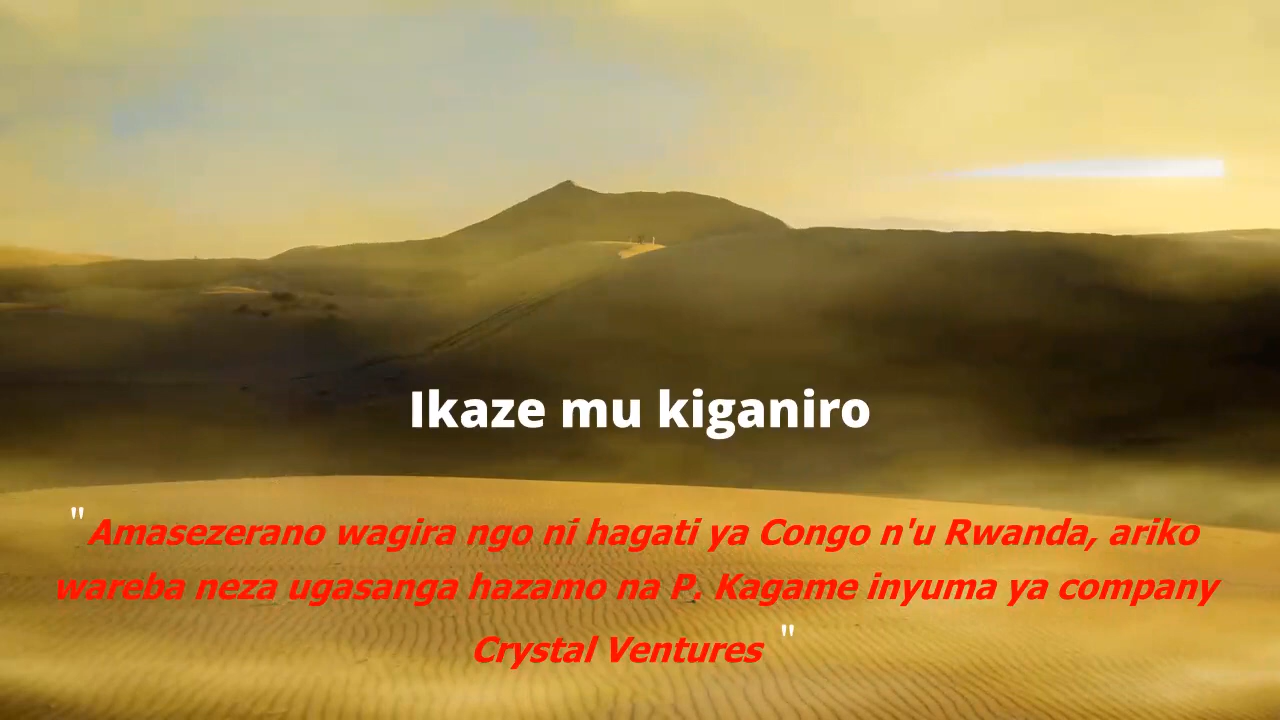 Ikaze mu kiganiro
"Amasezerano wagira ngo ni hagati ya Congo n'u Rwanda, ariko
wareba neza ugasanga hazamo na P. Kagame inyuma ya company
Crystal Ventures "